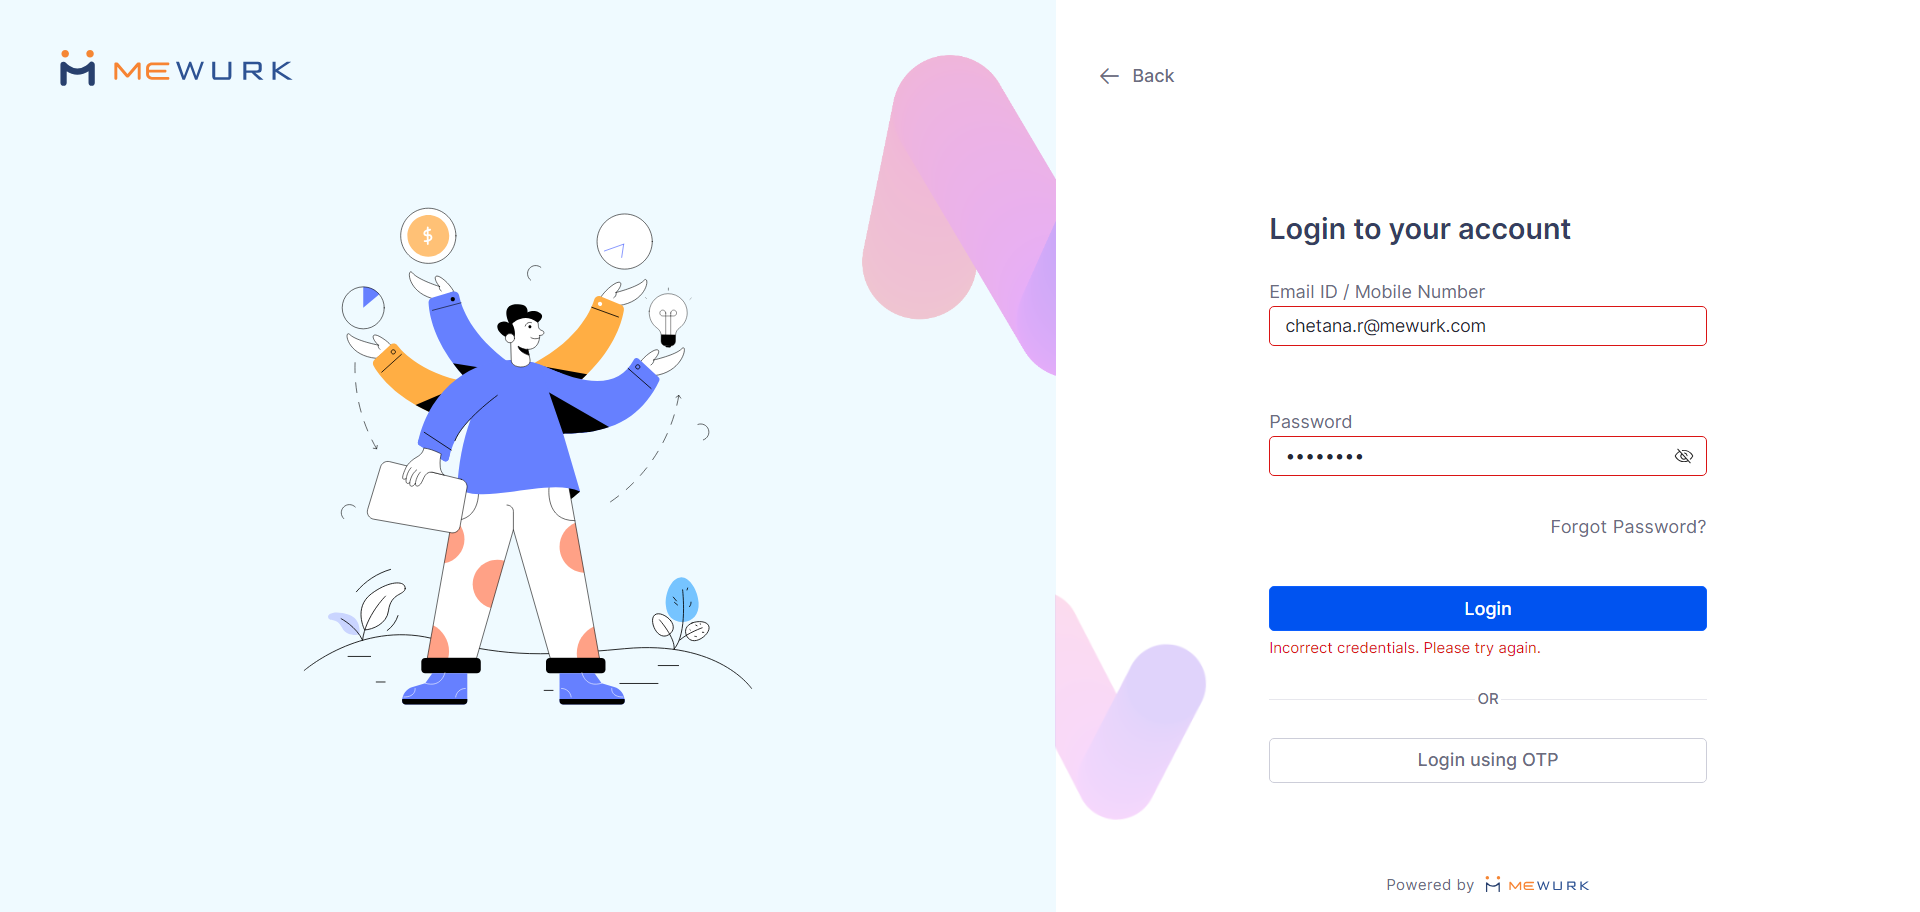 MEWURK
Back
$
Login to your account
Email ID / Mobile Number
chetana.r@mewurk.com
Password
••••••••
Forgot Password?
Login
Incorrect credentials. Please try again.
OR
Login using OTP
Powered by MEWURK